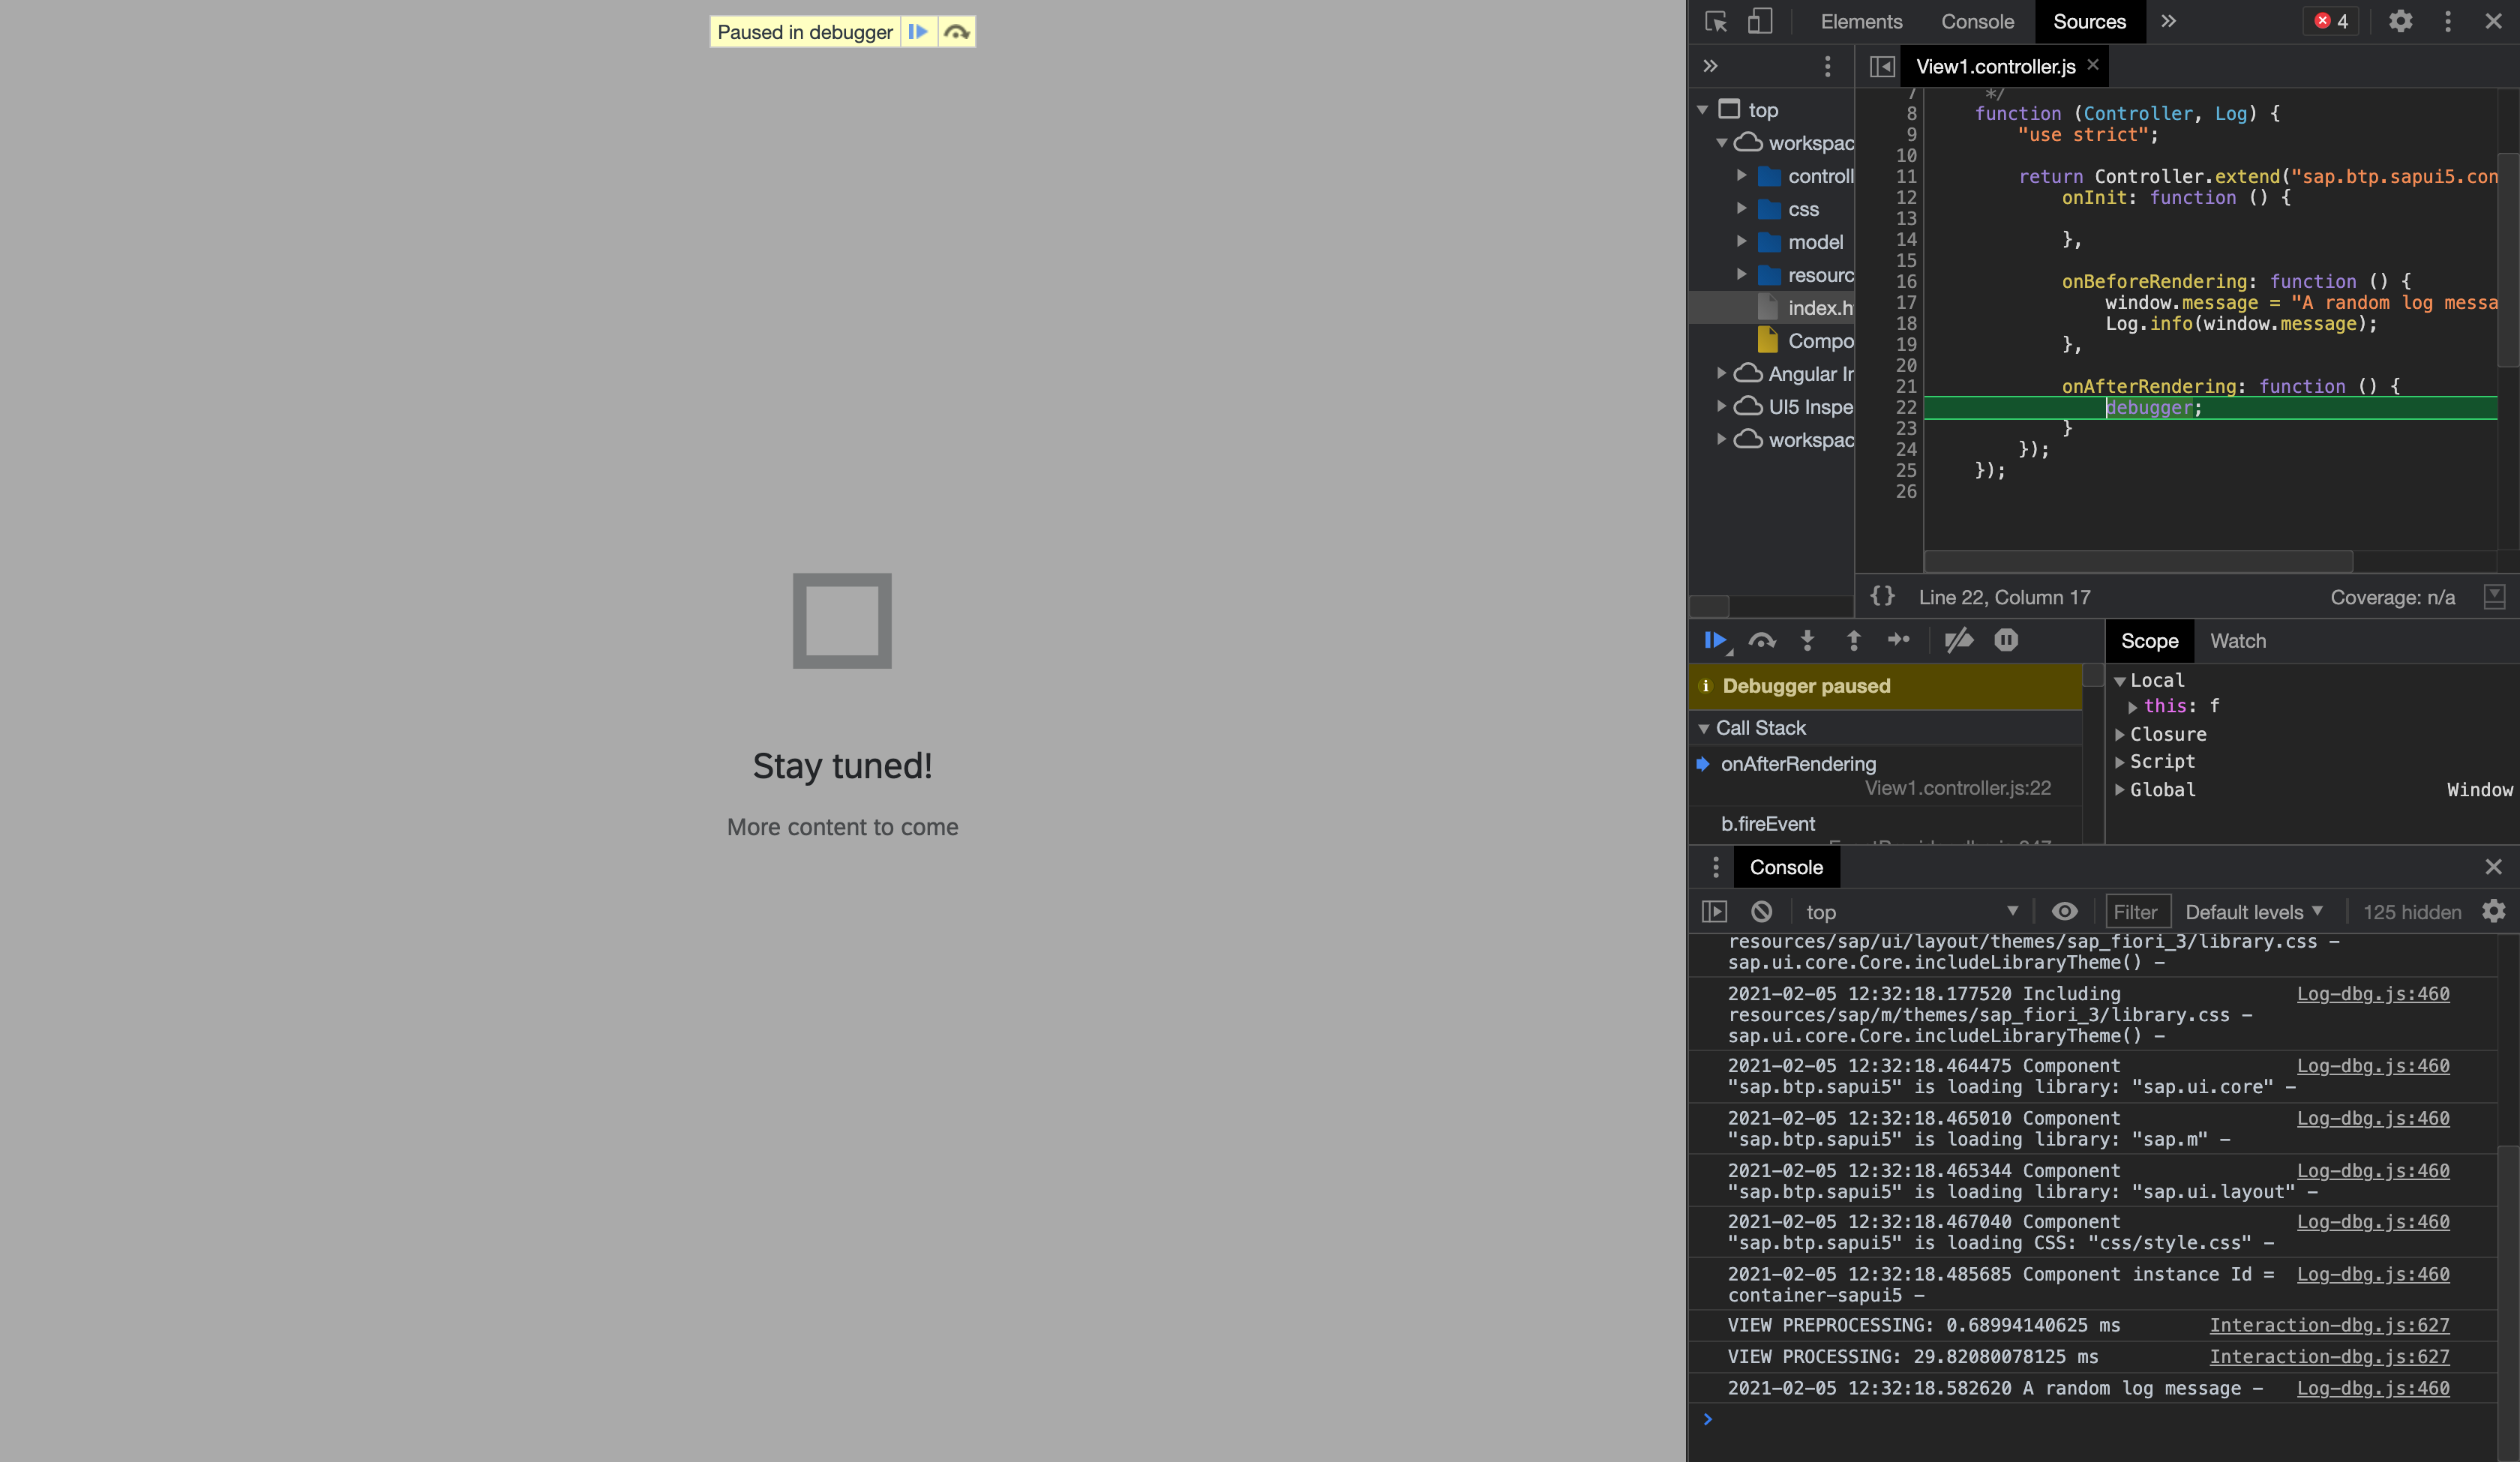 Paused in debugger
Stay tuned!
More content to come
Elements
Console
Sources
4
View1.controller.js
top
workspac
controll
css
model
resourc
index.h
Compo
Angular Ir
UI5 Inspe
workspac
7 */
8 function (Controller, Log) {
9 "use strict";
10
11 return Controller.extend("sap.btp.sapui5.con
12 onInit: function () {
13
14 },
15
16 onBeforeRendering: function () {
17 window.message = "A random log messa
18 Log.info(window.message);
19 },
20
21 onAfterRendering: function () {
22 debugger;
23 }
24 });
25 });
26
{} Line 22, Column 17
Coverage: n/a
Debugger paused
Call Stack
onAfterRendering
View1.controller.js:22
b.fireEvent
Scope
Watch
Local
this: f
Closure
Script
Global
Window
Console
top
Filter
Default levels
125 hidden
resources/sap/ui/layout/themes/sap_fiori_3/library.css –
sap.ui.core.Core.includeLibraryTheme() –
2021-02-05 12:32:18.177520 Including Log-dbg.js:460
resources/sap/m/themes/sap_fiori_3/library.css –
sap.ui.core.Core.includeLibraryTheme() –
2021-02-05 12:32:18.464475 Component Log-dbg.js:460
"sap.btp.sapui5" is loading library: "sap.ui.core" –
2021-02-05 12:32:18.465010 Component Log-dbg.js:460
"sap.btp.sapui5" is loading library: "sap.m" –
2021-02-05 12:32:18.465344 Component Log-dbg.js:460
"sap.btp.sapui5" is loading library: "sap.ui.layout" –
2021-02-05 12:32:18.467040 Component Log-dbg.js:460
"sap.btp.sapui5" is loading CSS: "css/style.css" –
2021-02-05 12:32:18.485685 Component instance Id = Log-dbg.js:460
container-sapui5 –
VIEW PREPROCESSING: 0.68994140625 ms Interaction-dbg.js:627
VIEW PROCESSING: 29.82080078125 ms Interaction-dbg.js:627
2021-02-05 12:32:18.582620 A random log message – Log-dbg.js:460